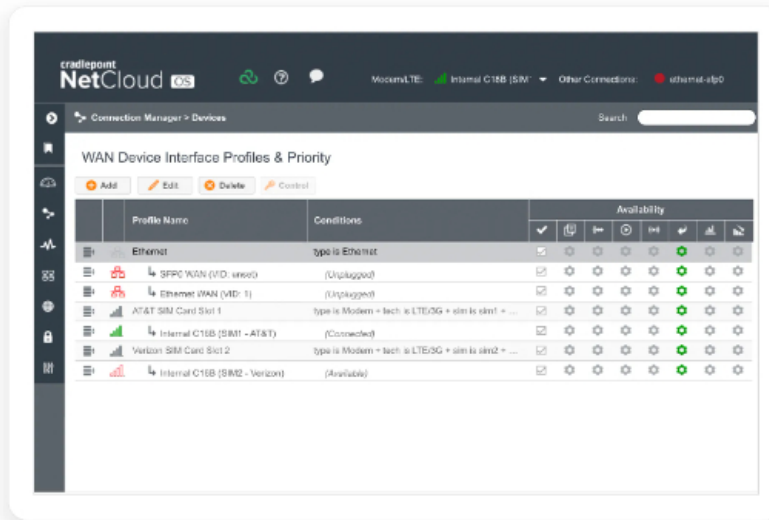 cradlepoint
NetCloud OS
Modem/LTE: Internal C18B (SIM1 Other Connections: ethernet-sfp0
Connection Manager > Devices Search
WAN Device Interface Profiles & Priority
Add Edit Delete Control
Availability
Profile Name Conditions
Ethernet type is Ethernet
SFP0 WAN (VID: unset) (Unplugged)
Ethernet WAN (VID: 1) (Unplugged)
AT&T SIM Card Slot 1 type is Modem + tech is LTE/3G + sim is sim1 + ...
Internal C18B (SIM1 - AT&T) (Connected)
Verizon SIM Card Slot 2 type is Modem + tech is LTE/3G + sim is sim2 + ...
Internal C18B (SIM2 - Verizon) (Available)